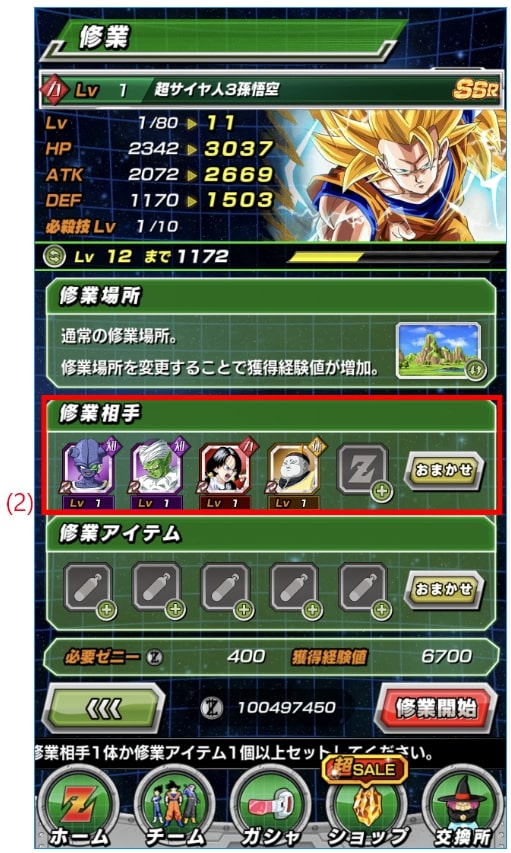 修業
力 Lv 1 超サイヤ人3孫悟空 SSR
Lv 1/80 ▶ 11
HP 2342 ▶ 3037
ATK 2072 ▶ 2669
DEF 1170 ▶ 1503
必殺技Lv 1/10
Lv 12 まで 1172
修業場所
通常の修業場所。
修業場所を変更することで獲得経験値が増加。
(2)
修業相手
Lv 1 Lv 1 Lv 1 Lv 1 Z おまかせ
修業アイテム
おまかせ
必要ゼニー Z 400 獲得経験値 6700
Z 100497450 修業開始
修業相手1体か修業アイテム1個以上セットしてください。
超SALE
ホーム チーム ガシャ ショップ 交換所